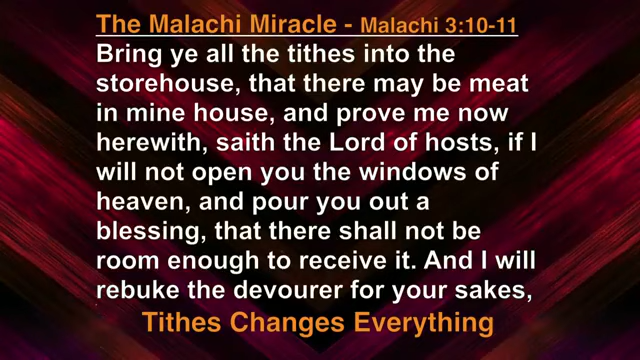 The Malachi Miracle - Malachi 3:10-11
Bring ye all the tithes into the
storehouse, that there may be meat
in mine house, and prove me now
herewith, saith the Lord of hosts, if I
will not open you the windows of
heaven, and pour you out a
blessing, that there shall not be
room enough to receive it. And I will
rebuke the devourer for your sakes,
Tithes Changes Everything